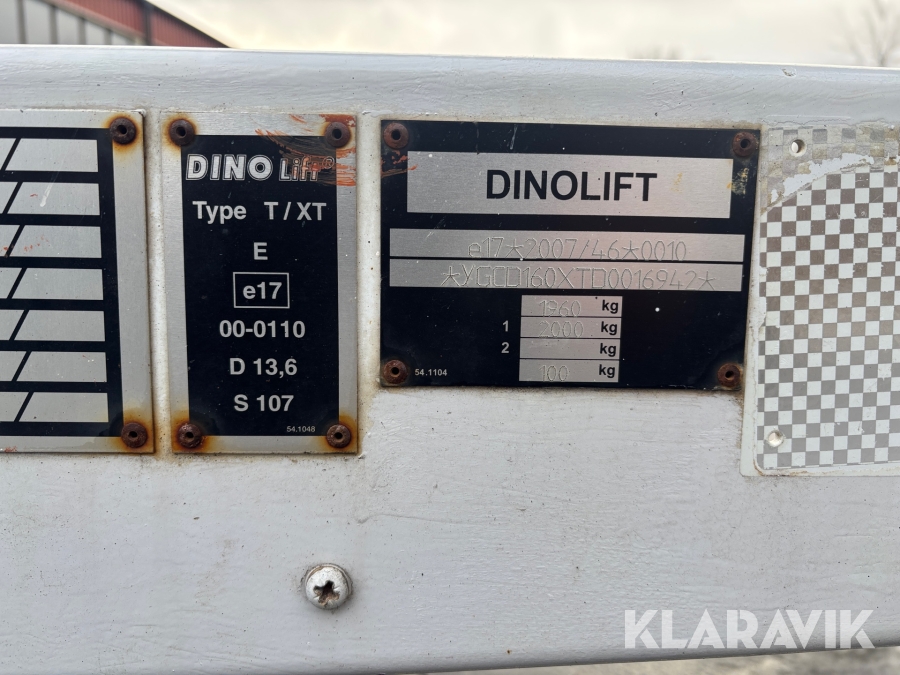 DINO Lift®
Type T/XT
E
e17
00-0110
D 13,6
S 107
54.1048
DINOLIFT
e17*2007/46*0010
*YGCD160XTD0016942*
1960 kg
1 2000 kg
2 kg
100 kg
54.1104
KLARAVIK